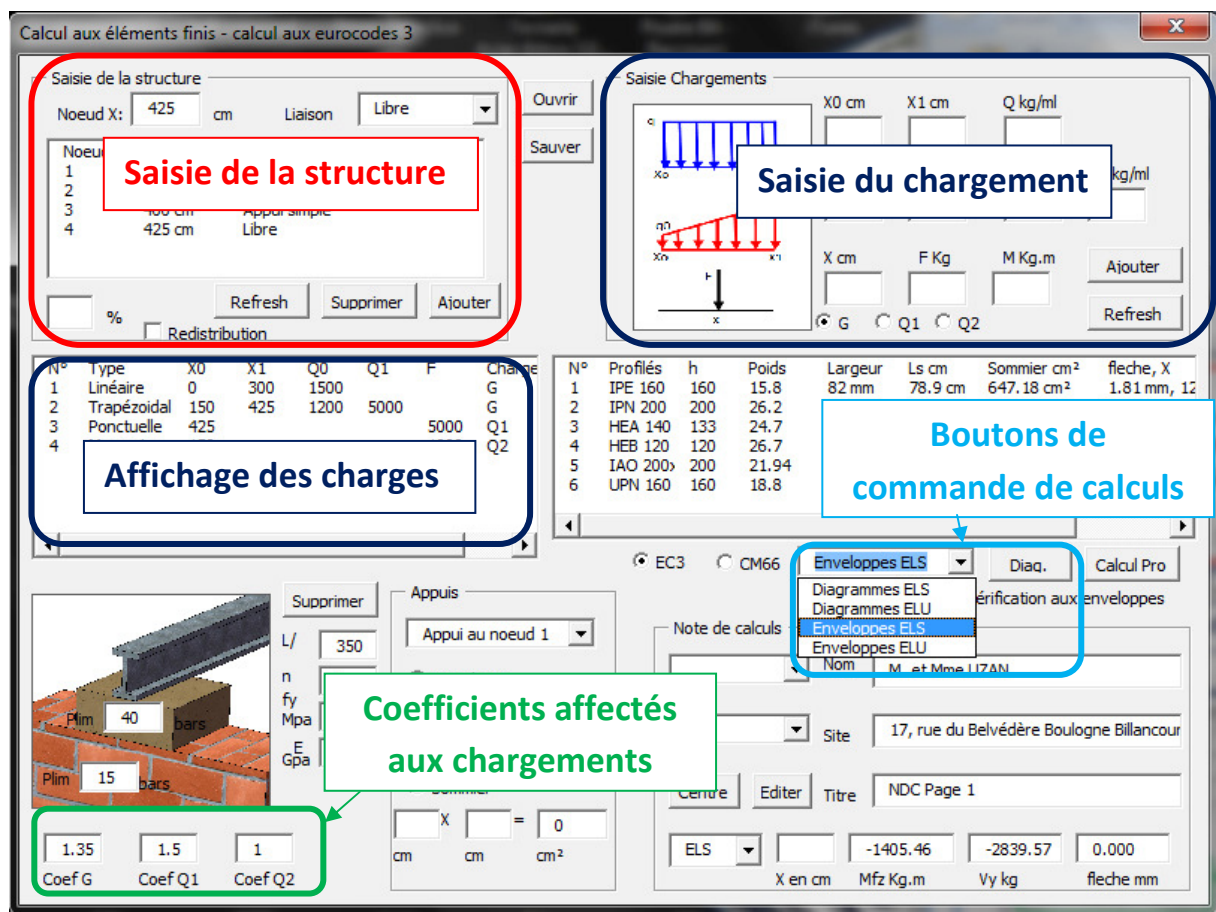 Calcul aux éléments finis - calcul aux eurocodes 3
Saisie de la structure
Noeud X: 425 cm Liaison Libre
Ouvrir
Sauver
Saisie de la structure
1
2
3
4 425 cm Libre
%
Redistribution
Refresh
Supprimer
Ajouter
Saisie Chargements
X0 cm X1 cm Q kg/ml
q
Xo
Saisie du chargement
kg/ml
q0
Xo x1
X cm F Kg M Kg.m
F
x
Ajouter
Refresh
G Q1 Q2
N° Type X0 X1 Q0 Q1 F Charge
1 Linéaire 0 300 1500 G
2 Trapézoidal 150 425 1200 5000 G
3 Ponctuelle 425 5000 Q1
4 Q2
Affichage des charges
N° Profilés h Poids Largeur Ls cm Sommier cm² fleche, X
1 IPE 160 160 15.8 82 mm 78.9 cm 647.18 cm² 1.81 mm, 12
2 IPN 200 200 26.2
3 HEA 140 133 24.7
4 HEB 120 120 26.7
5 IAO 200x 200 21.94
6 UPN 160 160 18.8
Boutons de
commande de calculs
EC3 CM66 Enveloppes ELS Diag. Calcul Pro
Diagrammes ELS
Diagrammes ELU
Enveloppes ELS
Enveloppes ELU
érification aux enveloppes
Supprimer
L/ 350
n
fy
Mpa
E
Gpa
Plim 40 bars
Plim 15 bars
Appuis
Appui au noeud 1
Coefficients affectés
aux chargements
Sommier
X = 0
cm cm cm²
1.35 1.5 1
Coef G Coef Q1 Coef Q2
Note de calculs
Nom M. et Mme UZAN
Site 17, rue du Belvédère Boulogne Billancour
Centre Editer Titre NDC Page 1
ELS -1405.46 -2839.57 0.000
X en cm Mfz Kg.m Vy kg fleche mm